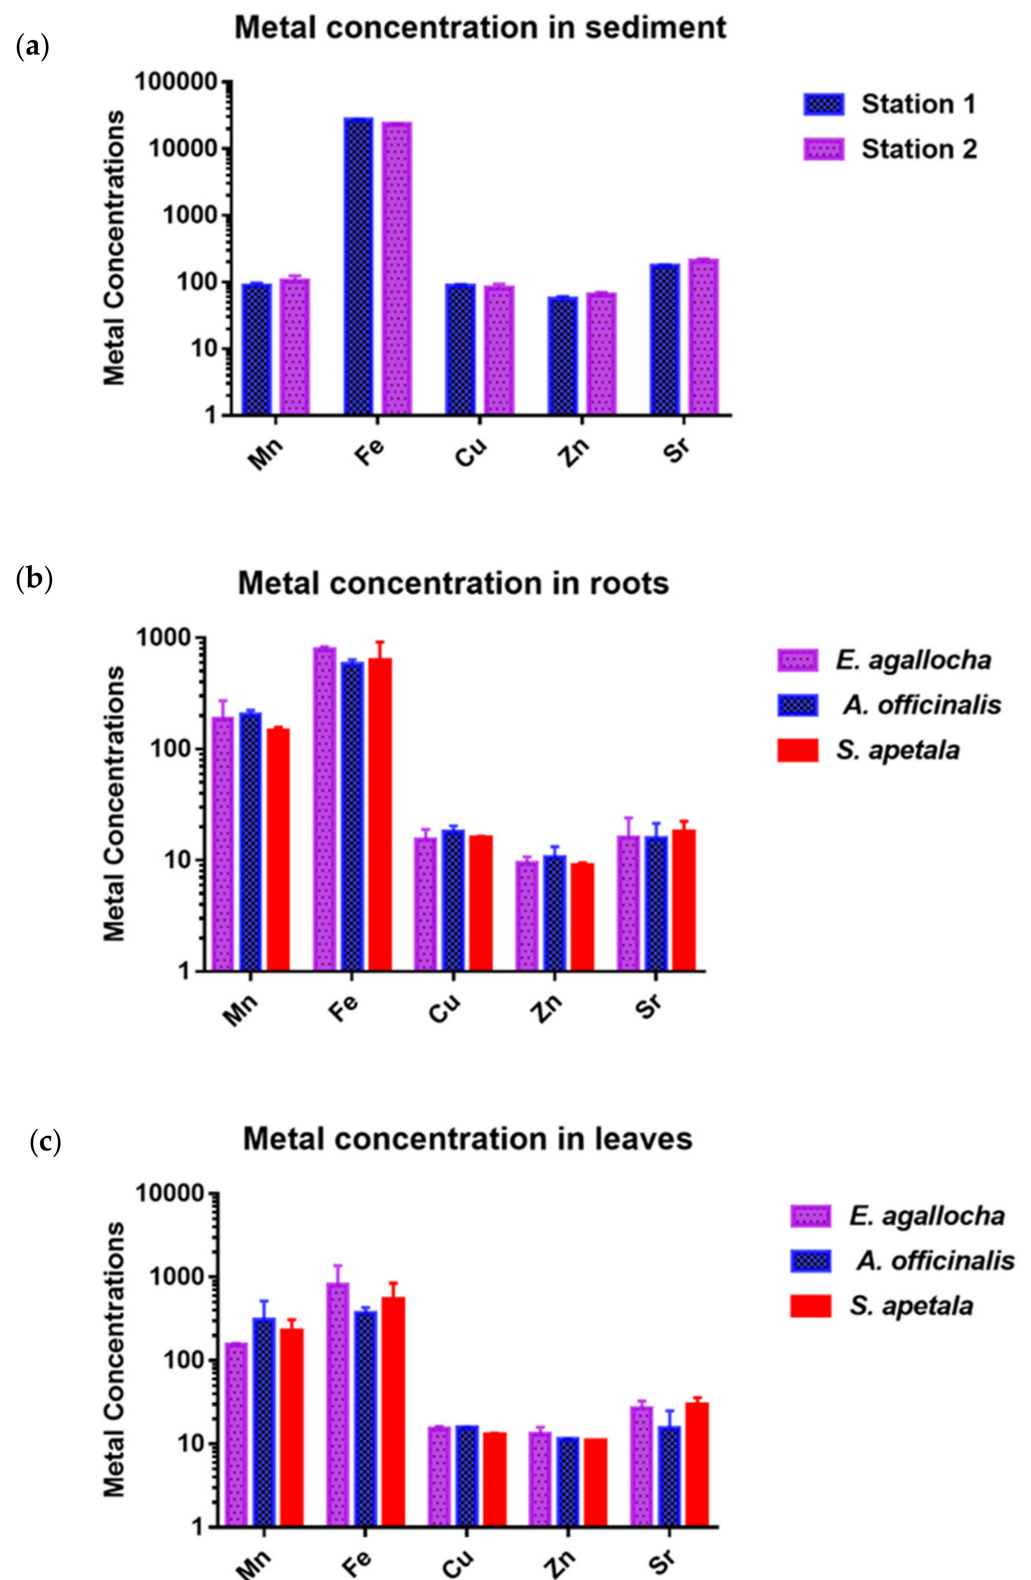 (a)
Metal concentration in sediment
Metal Concentrations
100000
10000
1000
100
10
1
Mn
Fe
Cu
Zn
Sr
Station 1
Station 2
(b)
Metal concentration in roots
Metal Concentrations
1000
100
10
1
Mn
Fe
Cu
Zn
Sr
E. agallocha
A. officinalis
S. apetala
(c)
Metal concentration in leaves
Metal Concentrations
10000
1000
100
10
1
Mn
Fe
Cu
Zn
Sr
E. agallocha
A. officinalis
S. apetala